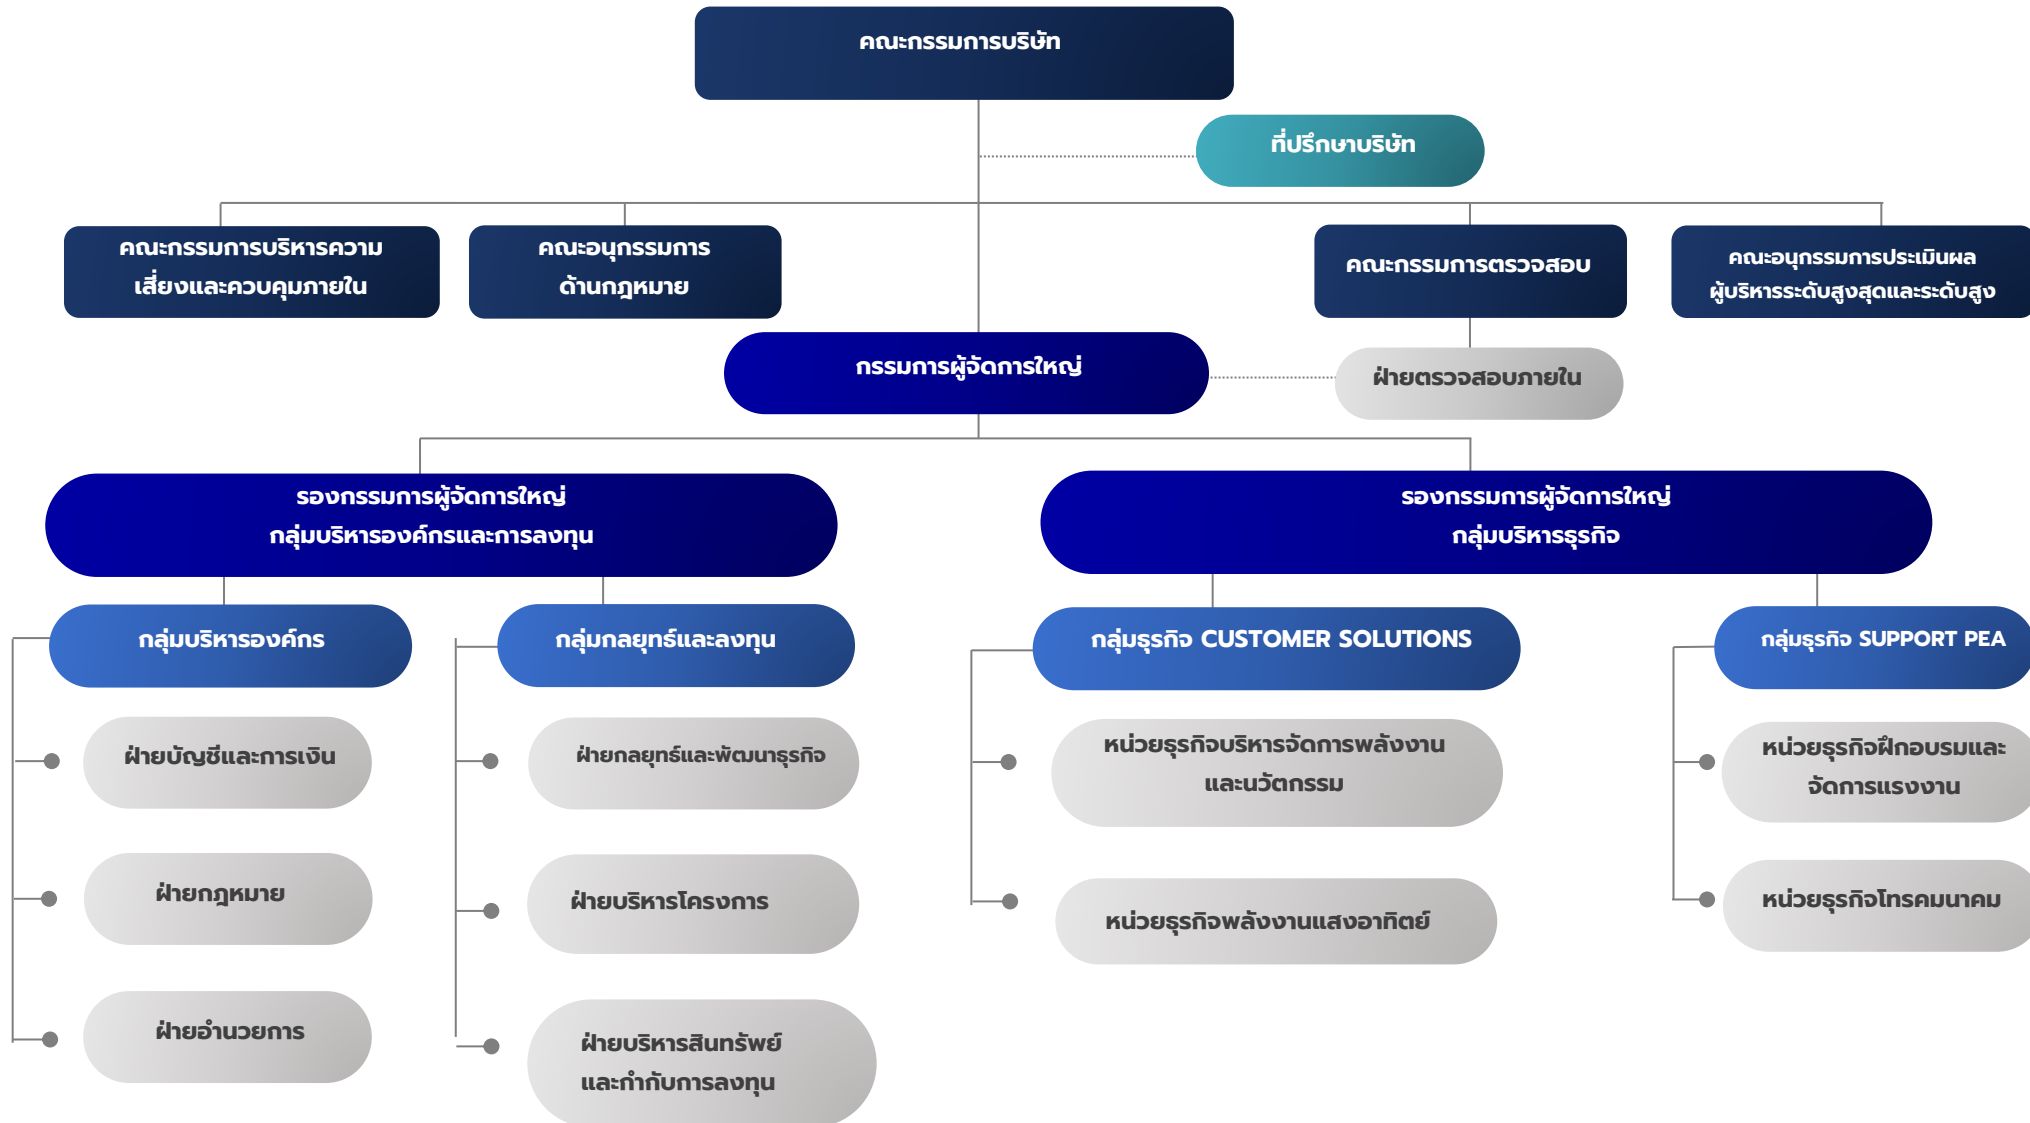 คณะกรรมการบริษัท
ที่ปรึกษาบริษัท
คณะกรรมการบริหารความ
เสี่ยงและควบคุมภายใน
คณะอนุกรรมการ
ด้านกฎหมาย
คณะกรรมการตรวจสอบ
คณะอนุกรรมการประเมินผล
ผู้บริหารระดับสูงสุดและระดับสูง
กรรมการผู้จัดการใหญ่
ฝ่ายตรวจสอบภายใน
รองกรรมการผู้จัดการใหญ่
กลุ่มบริหารองค์กรและการลงทุน
รองกรรมการผู้จัดการใหญ่
กลุ่มบริหารธุรกิจ
กลุ่มบริหารองค์กร
กลุ่มกลยุทธ์และลงทุน
กลุ่มธุรกิจ CUSTOMER SOLUTIONS
กลุ่มธุรกิจ SUPPORT PEA
ฝ่ายบัญชีและการเงิน
ฝ่ายกลยุทธ์และพัฒนาธุรกิจ
หน่วยธุรกิจบริหารจัดการพลังงาน
และนวัตกรรม
หน่วยธุรกิจฝึกอบรมและ
จัดการแรงงาน
ฝ่ายกฎหมาย
ฝ่ายบริหารโครงการ
หน่วยธุรกิจพลังงานแสงอาทิตย์
หน่วยธุรกิจโทรคมนาคม
ฝ่ายอำนวยการ
ฝ่ายบริหารสินทรัพย์
และกำกับการลงทุน